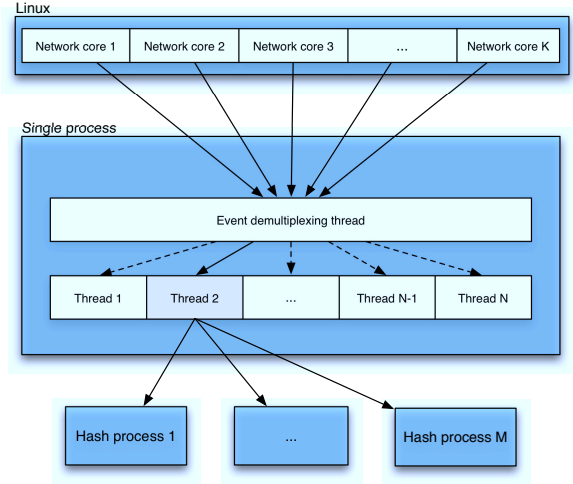 Linux
Network core 1
Network core 2
Network core 3
...
Network core K
Single process
Event demultiplexing thread
Thread 1
Thread 2
...
Thread N-1
Thread N
Hash process 1
...
Hash process M